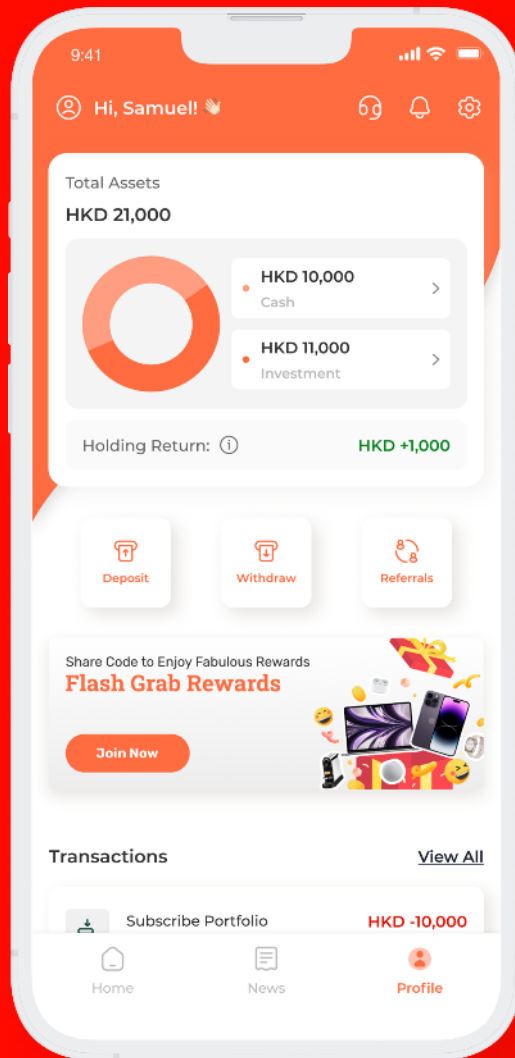 9:41
Hi, Samuel! 👋🏻
Total Assets
HKD 21,000
HKD 10,000
Cash
HKD 11,000
Investment
Holding Return:
HKD +1,000
Deposit
Withdraw
Referrals
Share Code to Enjoy Fabulous Rewards
Flash Grab Rewards
Join Now
Transactions
View All
Subscribe Portfolio
HKD -10,000
Home
News
Profile